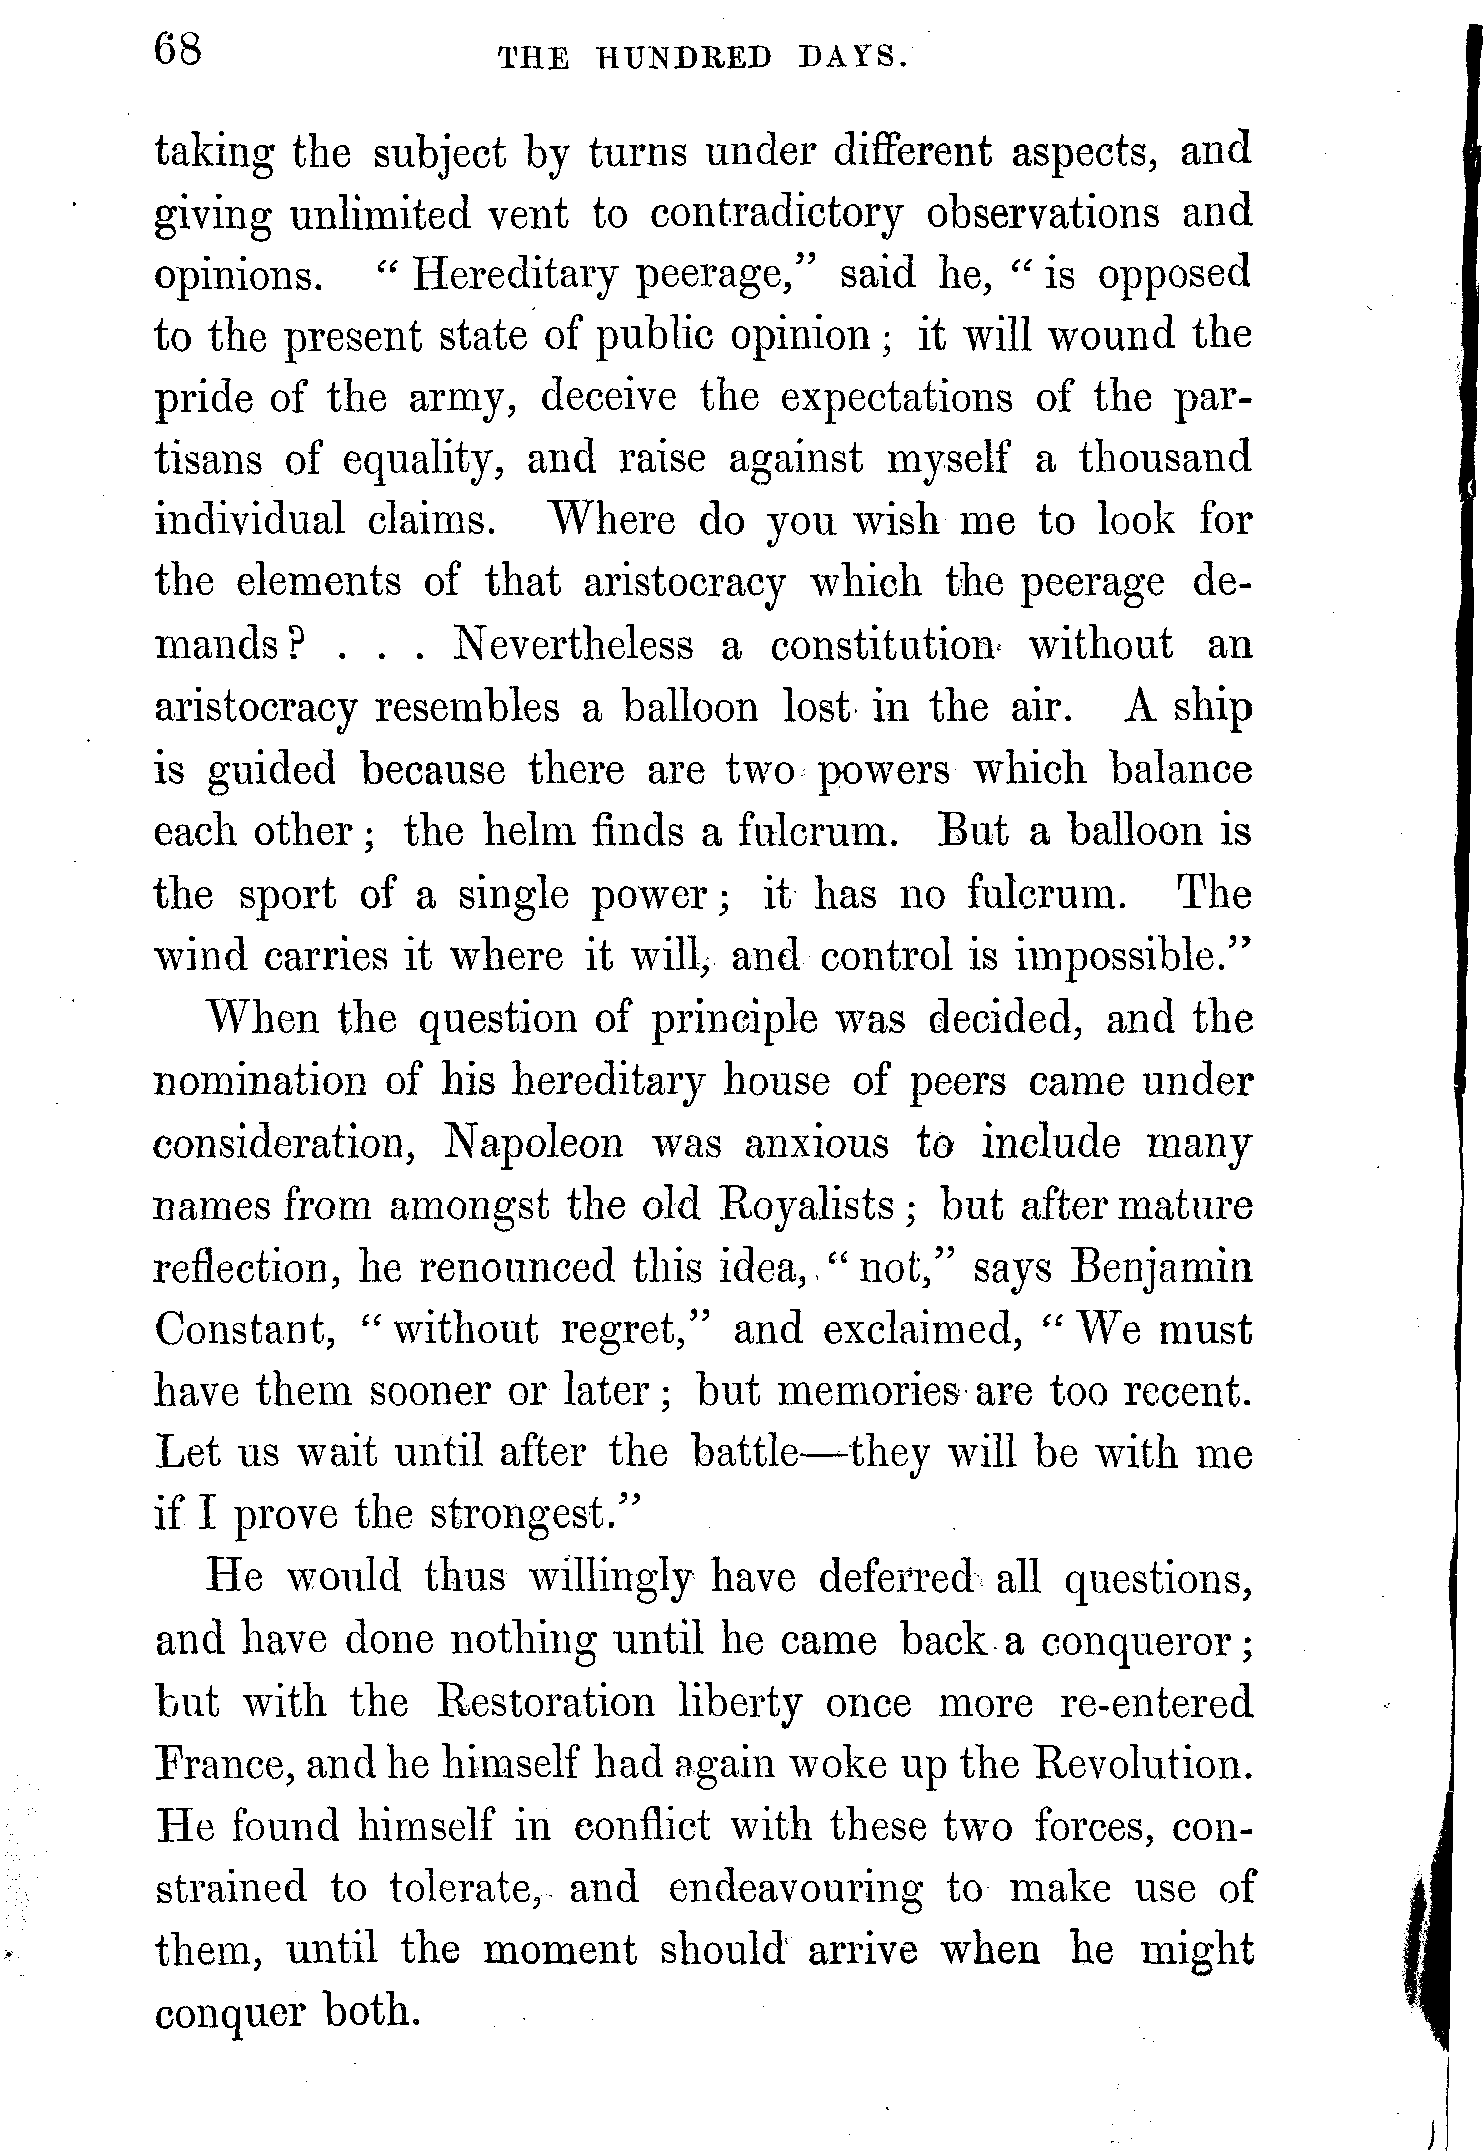 68 THE HUNDRED DAYS.
taking the subject by turns under different aspects, and
giving unlimited vent to contradictory observations and
opinions. “ Hereditary peerage,” said he, “ is opposed
to the present state of public opinion ; it will wound the
pride of the army, deceive the expectations of the par-
tisans of equality, and raise against myself a thousand
individual claims. Where do you wish me to look for
the elements of that aristocracy which the peerage de-
mands ? . . . Nevertheless a constitution without an
aristocracy resembles a balloon lost in the air. A ship
is guided because there are two powers which balance
each other ; the helm finds a fulcrum. But a balloon is
the sport of a single power ; it has no fulcrum. The
wind carries it where it will, and control is impossible.”
When the question of principle was decided, and the
nomination of his hereditary house of peers came under
consideration, Napoleon was anxious to include many
names from amongst the old Royalists ; but after mature
reflection, he renounced this idea, “ not,” says Benjamin
Constant, “ without regret,” and exclaimed, “ We must
have them sooner or later ; but memories are too recent.
Let us wait until after the battle—they will be with me
if I prove the strongest.”
He would thus willingly have deferred all questions,
and have done nothing until he came back a conqueror ;
but with the Restoration liberty once more re-entered
France, and he himself had again woke up the Revolution.
He found himself in conflict with these two forces, con-
strained to tolerate, and endeavouring to make use of
them, until the moment should arrive when he might
conquer both.